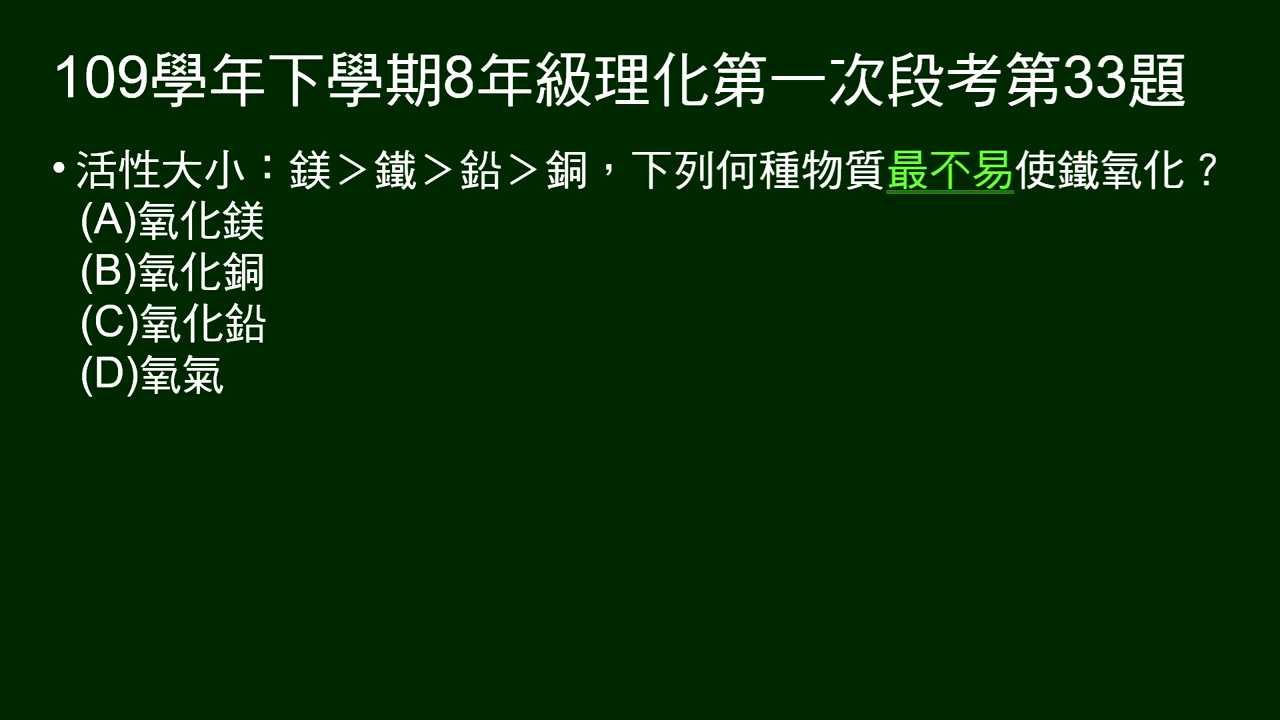 109學年下學期8年級理化第一次段考第33題
• 活性大小：鎂＞鐵＞鉛＞銅，下列何種物質最不易使鐵氧化？
(A)氧化鎂
(B)氧化銅
(C)氧化鉛
(D)氧氣